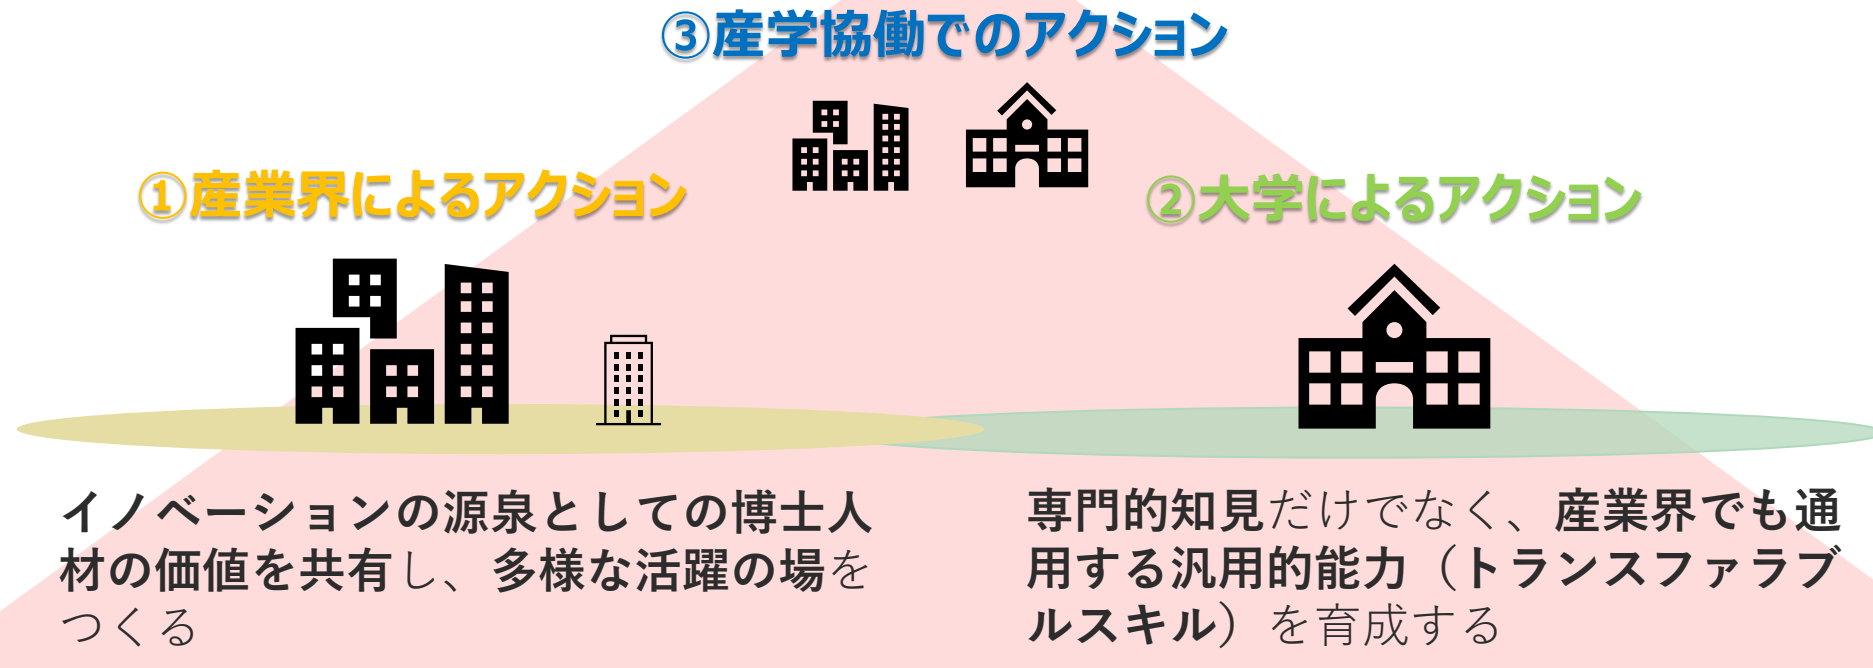 ③産学協働でのアクション
①産業界によるアクション
②大学によるアクション
イノベーションの源泉としての博士人
材の価値を共有し、多様な活躍の場を
つくる
専門的知見だけでなく、産業界でも通
用する汎用的能力（トランスファラブ
ルスキル）を育成する